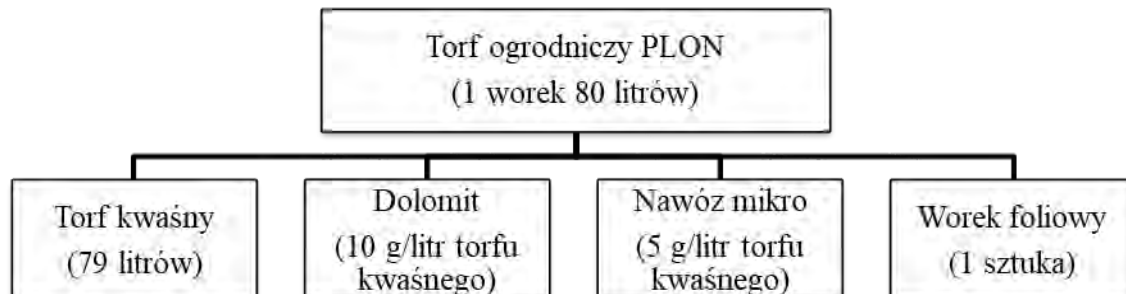 Torf ogrodniczy PLON
(1 worek 80 litrów)
Torf kwaśny
(79 litrów)
Dolomit
(10 g/litr torfu
kwaśnego)
Nawóz mikro
(5 g/litr torfu
kwaśnego)
Worek foliowy
(1 sztuka)